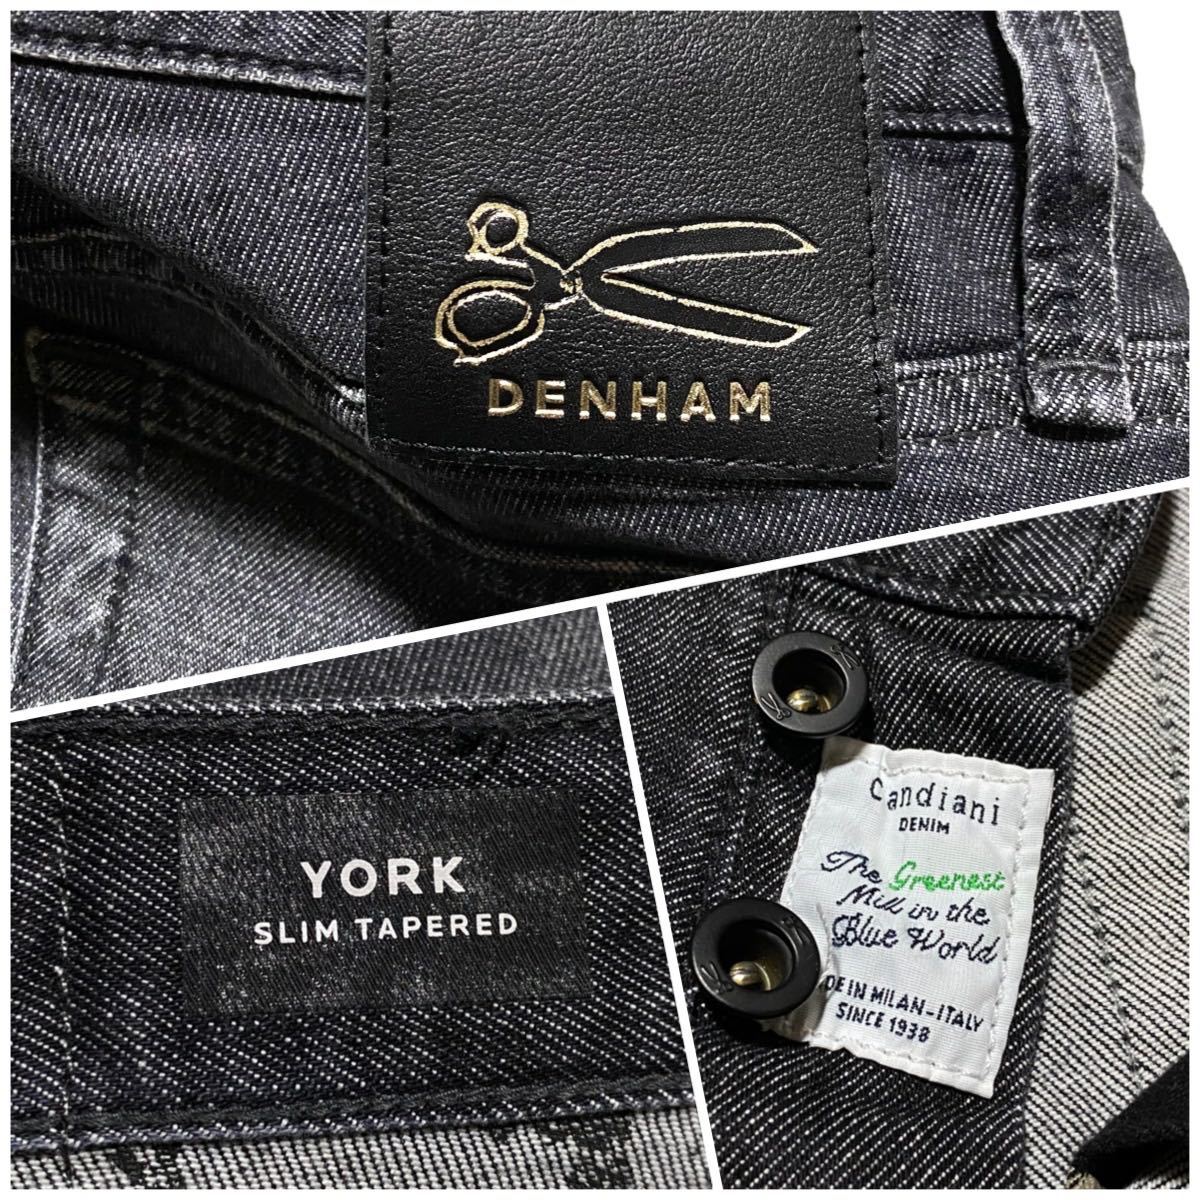 DENHAM
YORK
SLIM TAPERED
Candiani
DENIM
The Greenest
Mill in the
Blue World
DE IN MILAN-ITALY
SINCE 1938